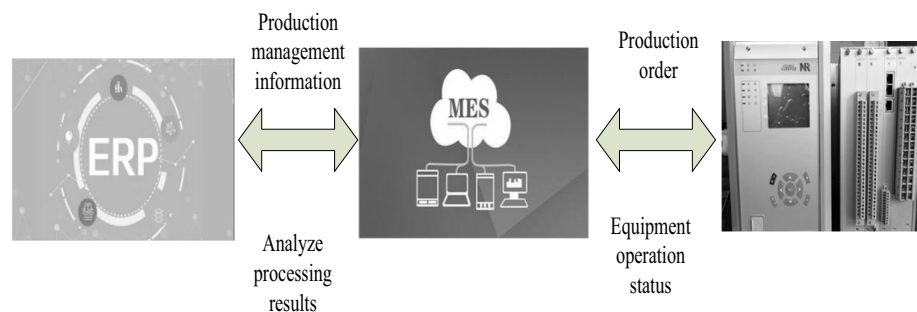 Production
management
information
Production
order
ERP
MES
NR
Analyze
processing
results
Equipment
operation
status